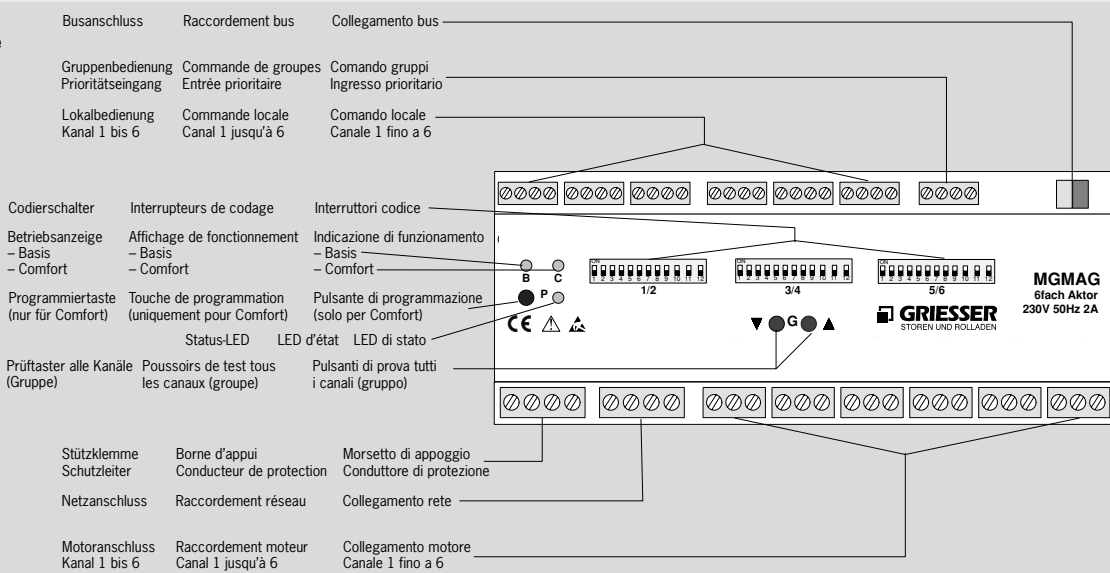 Busanschluss Raccordement bus Collegamento bus
e
Gruppenbedienung Commande de groupes Comando gruppi
Prioritätseingang Entrée prioritaire Ingresso prioritario
Lokalbedienung Commande locale Comando locale
Kanal 1 bis 6 Canal 1 jusqu'à 6 Canale 1 fino a 6
Codierschalter Interrupteurs de codage Interruttori codice
Betriebsanzeige Affichage de fonctionnement Indicazione di funzionamento
– Basis – Basis – Basis
– Comfort – Comfort – Comfort
Programmiertaste Touche de programmation Pulsante di programmazione
(nur für Comfort) (uniquement pour Comfort) (solo per Comfort)
Status-LED LED d'état LED di stato
Prüftaster alle Kanäle Poussoirs de test tous Pulsanti di prova tutti
(Gruppe) les canaux (groupe) i canali (gruppo)
B C
P
CE
ON
1 2 3 4 5 6 7 8 9 10 11 12
1/2
ON
1 2 3 4 5 6 7 8 9 10 11 12
3/4
ON
1 2 3 4 5 6 7 8 9 10 11 12
5/6
▼ G ▲
GRIESSER
STOREN UND ROLLADEN
MGMAG
6fach Aktor
230V 50Hz 2A
Stützklemme Borne d'appui Morsetto di appoggio
Schutzleiter Conducteur de protection Conduttore di protezione
Netzanschluss Raccordement réseau Collegamento rete
Motoranschluss Raccordement moteur Collegamento motore
Kanal 1 bis 6 Canal 1 jusqu'à 6 Canale 1 fino a 6